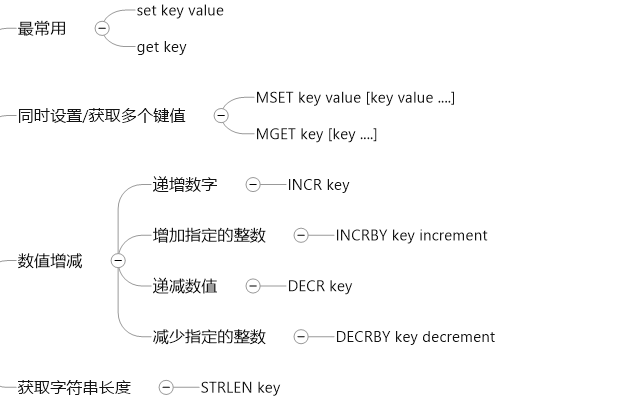 最常用
set key value
get key
同时设置/获取多个键值
MSET key value [key value ....]
MGET key [key ....]
数值增减
递增数字
INCR key
增加指定的整数
INCRBY key increment
递减数值
DECR key
减少指定的整数
DECRBY key decrement
获取字符串长度
STRLEN key